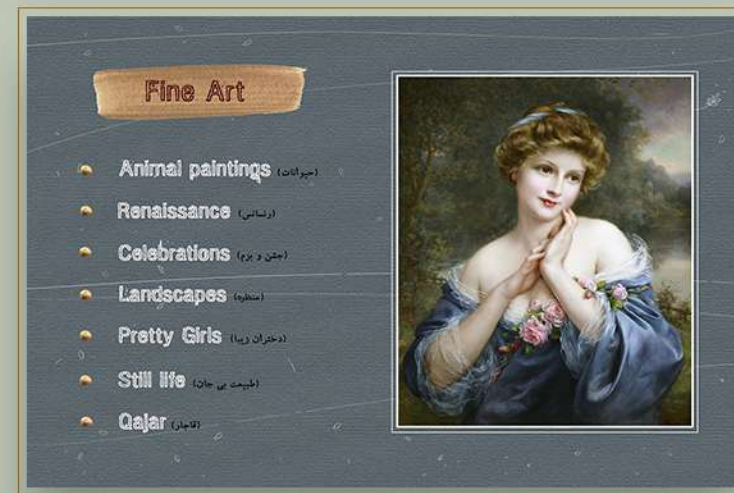 Fine Art
Animal paintings (حیوانات)
Renaissance (رنسانس)
Celebrations (جشن و بزم)
Landscapes (منظره)
Pretty Girls (دختران زیبا)
Still life (طبیعت بی جان)
Qajar (قاجار)